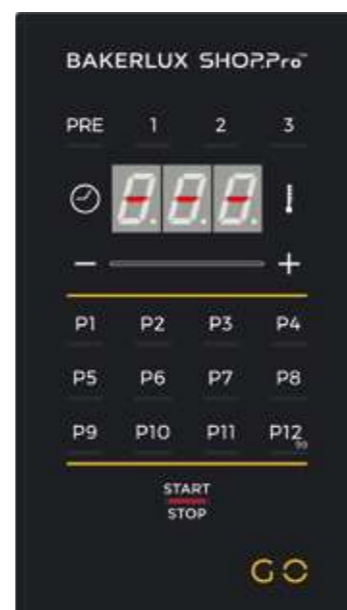 BAKERLUX SHOP.Pro™
PRE 1 2 3
---
− +
P1 P2 P3 P4
P5 P6 P7 P8
P9 P10 P11 P12
START
STOP
GO